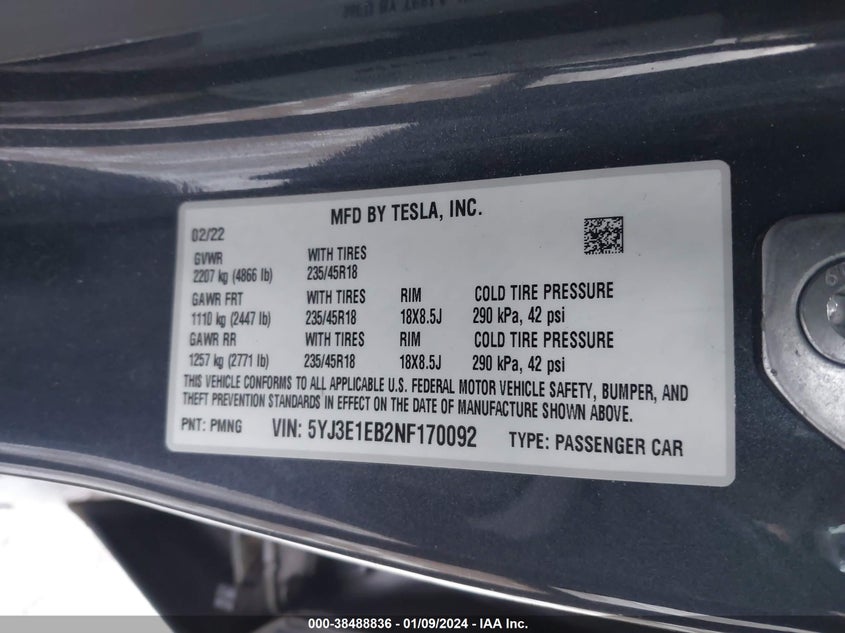 MFD BY TESLA, INC.
02/22
GVWR WITH TIRES
2207 kg (4866 lb) 235/45R18
GAWR FRT WITH TIRES RIM COLD TIRE PRESSURE
1110 kg (2447 lb) 235/45R18 18X8.5J 290 kPa, 42 psi
GAWR RR WITH TIRES RIM COLD TIRE PRESSURE
1257 kg (2771 lb) 235/45R18 18X8.5J 290 kPa, 42 psi
THIS VEHICLE CONFORMS TO ALL APPLICABLE U.S. FEDERAL MOTOR VEHICLE SAFETY, BUMPER, AND
THEFT PREVENTION STANDARDS IN EFFECT ON THE DATE OF MANUFACTURE SHOWN ABOVE.
PNT: PMNG VIN: 5YJ3E1EB2NF170092 TYPE: PASSENGER CAR
000-38488836 - 01/09/2024 - IAA Inc.